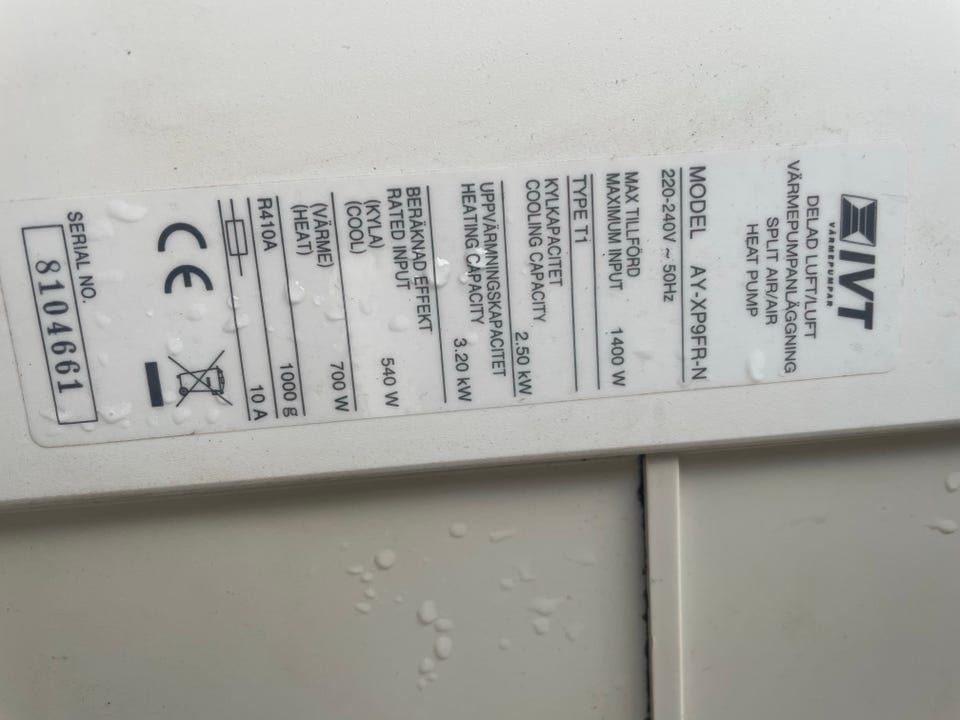 IVT
VÄRMEPUMPAR
DELAD LUFT/LUFT
VÄRMEPUMPANLÄGGNING
SPLIT AIR/AIR
HEAT PUMP
MODEL AY-XP9FR-N
220-240V ~ 50Hz
MAX TILLFÖRD
MAXIMUM INPUT 1400 W
TYPE T1
KYLKAPACITET
COOLING CAPACITY
2.50 kW
UPPVÄRMNINGSKAPACITET
HEATING CAPACITY
3.20 kW
BERÄKNAD EFFEKT
RATED INPUT
(KYLA)
(COOL) 540 W
(VÄRME)
(HEAT) 700 W
R410A 1000 g
10 A
CE
SERIAL NO.
8104661